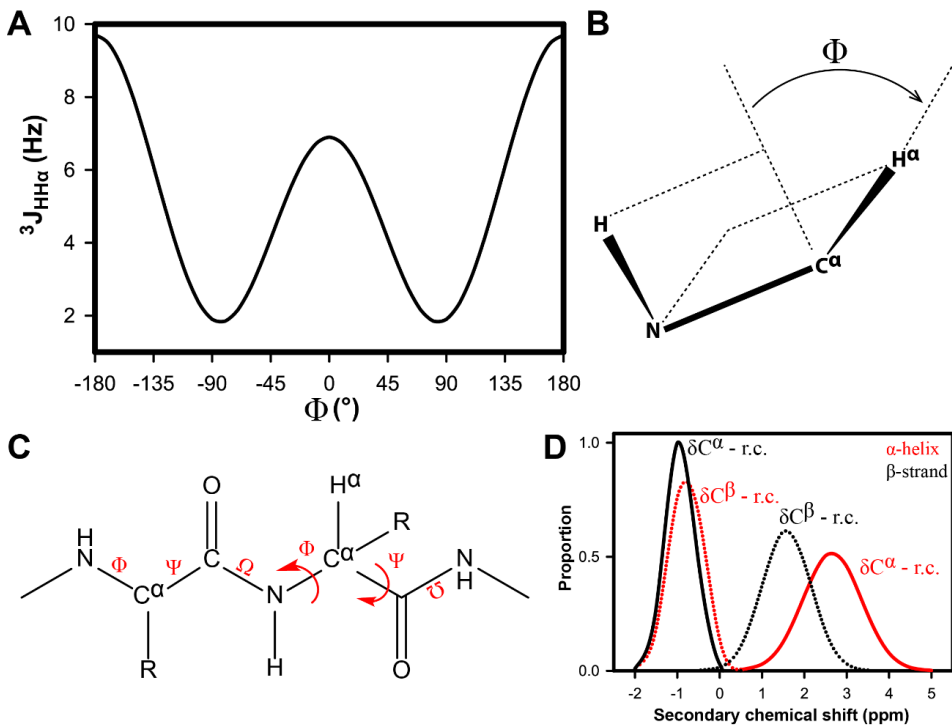 A
10
8
6
4
2
³J_HHα (Hz)
-180 -135 -90 -45 0 45 90 135 180
Φ (°)
B
Φ
Hα
H
Cα
N
C
Hα
O
R
H
N
Φ
Ψ
Ω
Φ
Cα
Ψ
N
H
Cα
C
N
C
℧
R
H
O
D
1.0
0.5
0.0
Proportion
δCα - r.c.
α-helix
β-strand
δCβ - r.c.
δCβ - r.c.
δCα - r.c.
-2 -1 0 1 2 3 4 5
Secondary chemical shift (ppm)